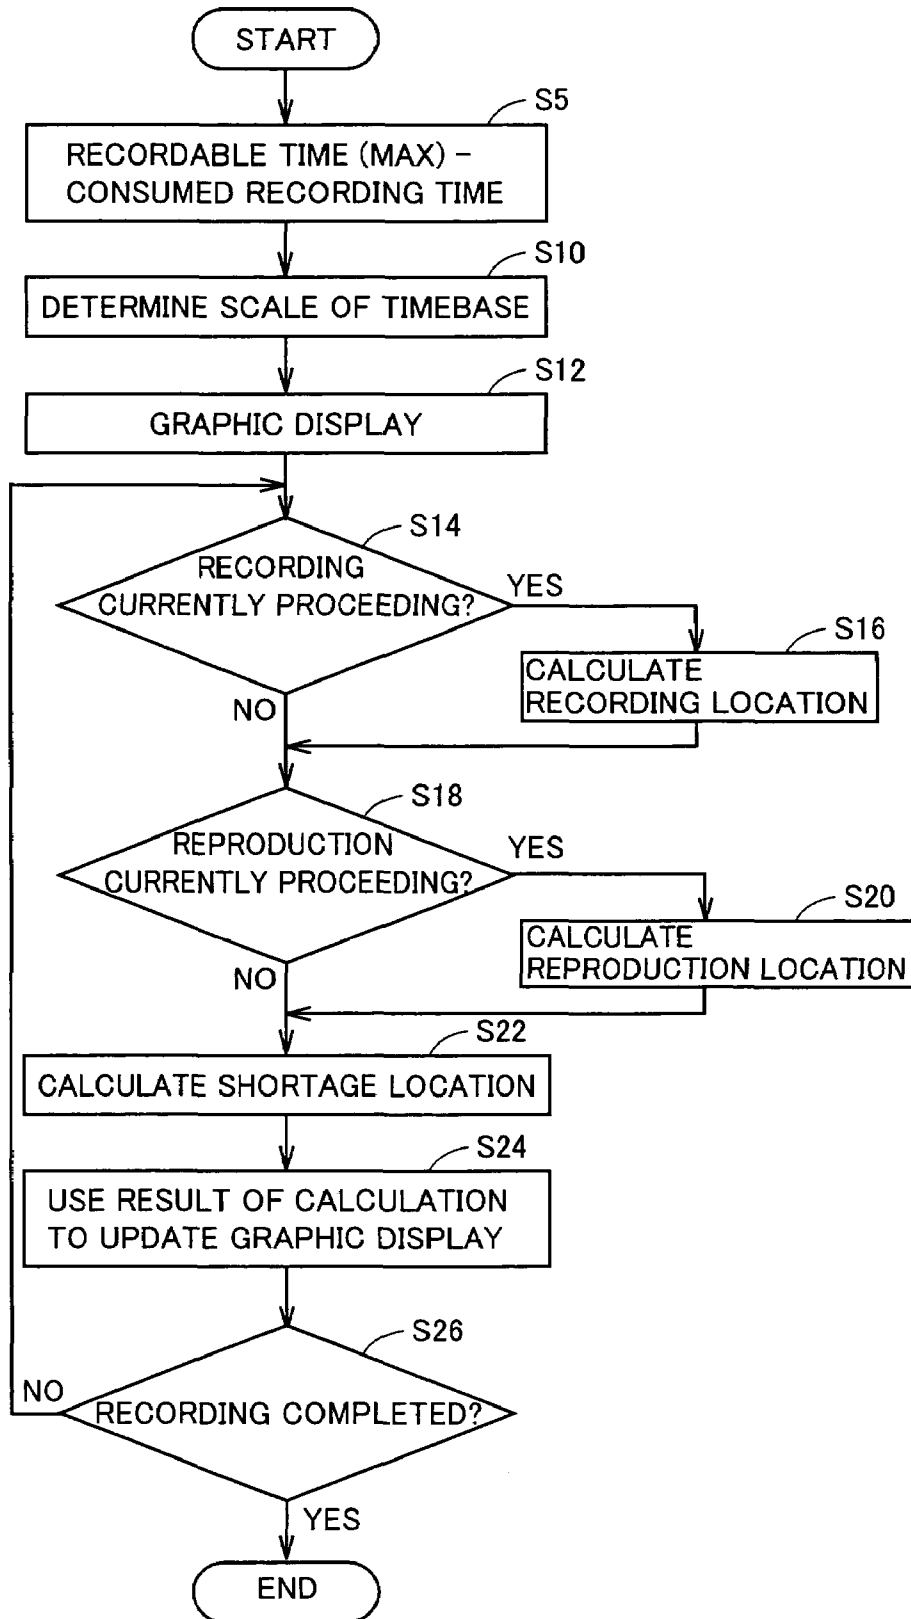 START
S5
RECORDABLE TIME (MAX) -
CONSUMED RECORDING TIME
S10
DETERMINE SCALE OF TIMEBASE
S12
GRAPHIC DISPLAY
S14
RECORDING
CURRENTLY PROCEEDING?
YES
S16
CALCULATE
RECORDING LOCATION
NO
S18
REPRODUCTION
CURRENTLY PROCEEDING?
YES
S20
CALCULATE
REPRODUCTION LOCATION
NO
S22
CALCULATE SHORTAGE LOCATION
S24
USE RESULT OF CALCULATION
TO UPDATE GRAPHIC DISPLAY
S26
NO
RECORDING COMPLETED?
YES
END